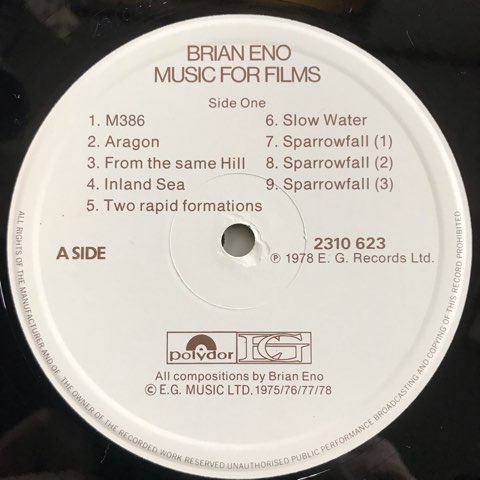 BRIAN ENO
MUSIC FOR FILMS
Side One
1. M386
2. Aragon
3. From the same Hill
4. Inland Sea
5. Two rapid formations
6. Slow Water
7. Sparrowfall (1)
8. Sparrowfall (2)
9. Sparrowfall (3)
A SIDE
2310 623
℗ 1978 E. G. Records Ltd.
polydor EG
All compositions by Brian Eno
© E.G. MUSIC LTD. 1975/76/77/78
ALL RIGHTS OF THE MANUFACTURER AND OF THE OWNER OF THE RECORDED WORK RESERVED UNAUTHORISED PUBLIC PERFORMANCE BROADCASTING AND COPYING OF THIS RECORD PROHIBITED